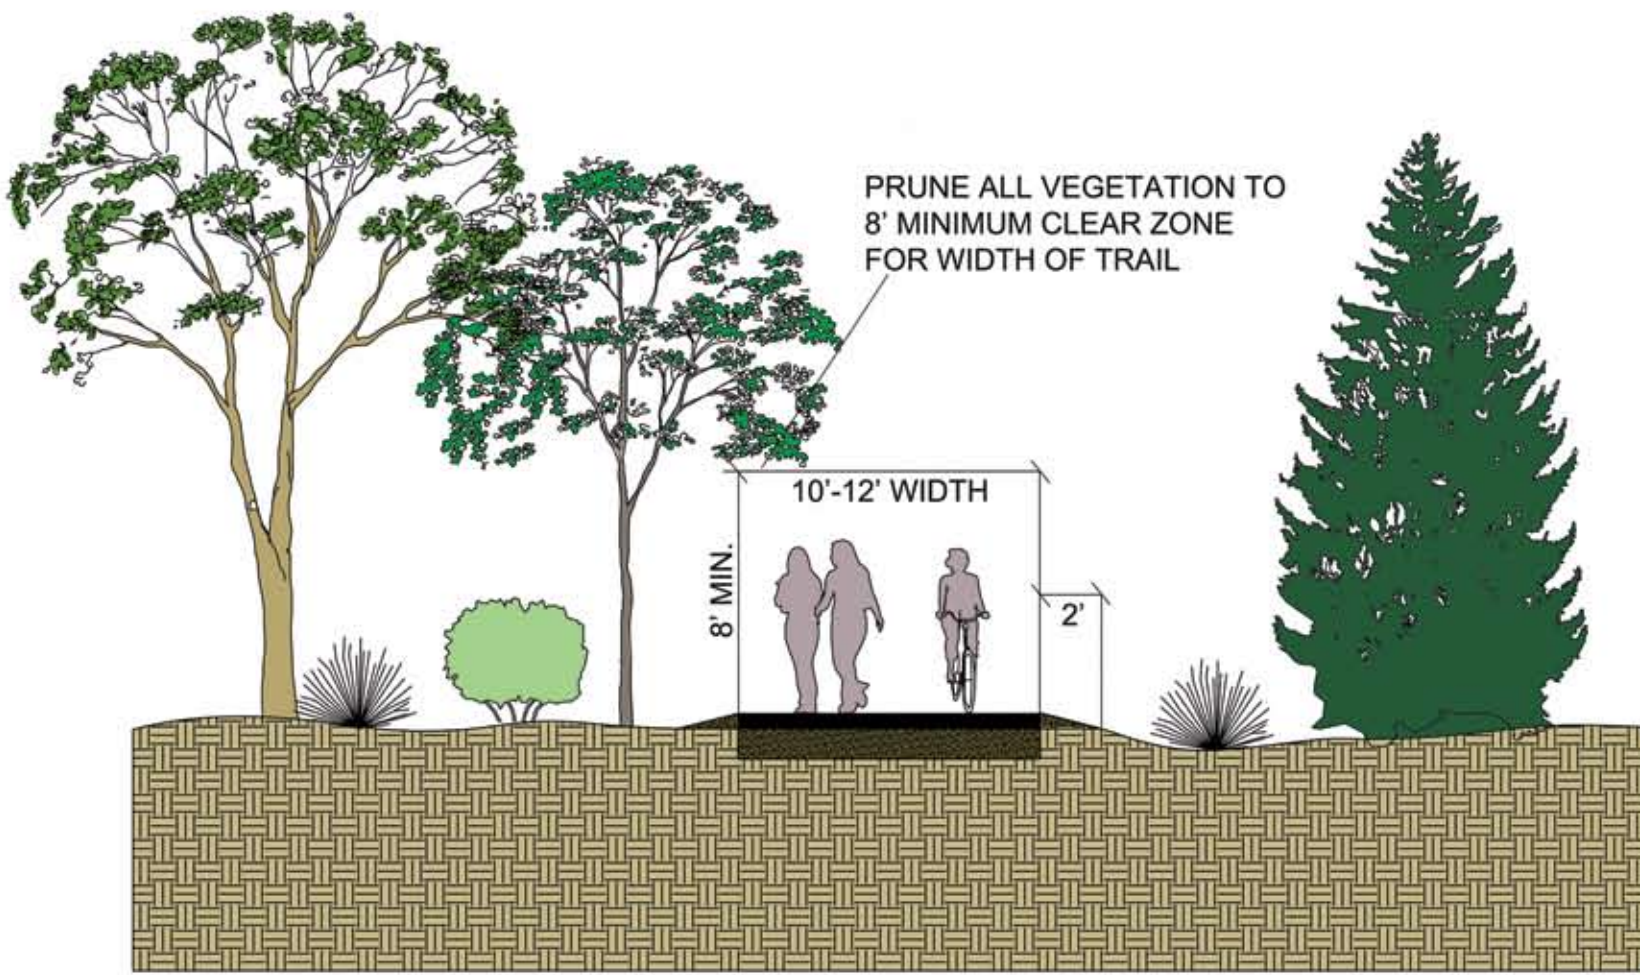 PRUNE ALL VEGETATION TO
8' MINIMUM CLEAR ZONE
FOR WIDTH OF TRAIL
10'-12' WIDTH
8' MIN.
2'